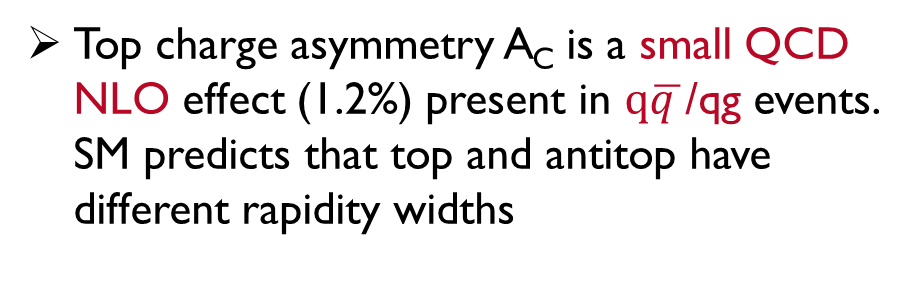 ➢ Top charge asymmetry A_C is a small QCD
NLO effect (1.2%) present in qq̅/qg events.
SM predicts that top and antitop have
different rapidity widths